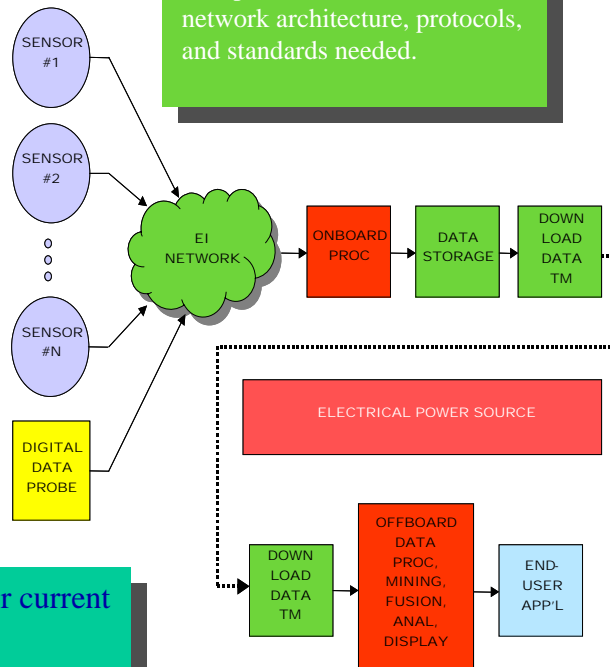 network architecture, protocols,
and standards needed.
SENSOR
#1
SENSOR
#2
SENSOR
#N
DIGITAL
DATA
PROBE
EI
NETWORK
ONBOARD
PROC
DATA
STORAGE
DOWN
LOAD
DATA
TM
ELECTRICAL POWER SOURCE
DOWN
LOAD
DATA
TM
OFFBOARD
DATA
PROC,
MINING,
FUSION,
ANAL,
DISPLAY
END-
USER
APP'L
r current